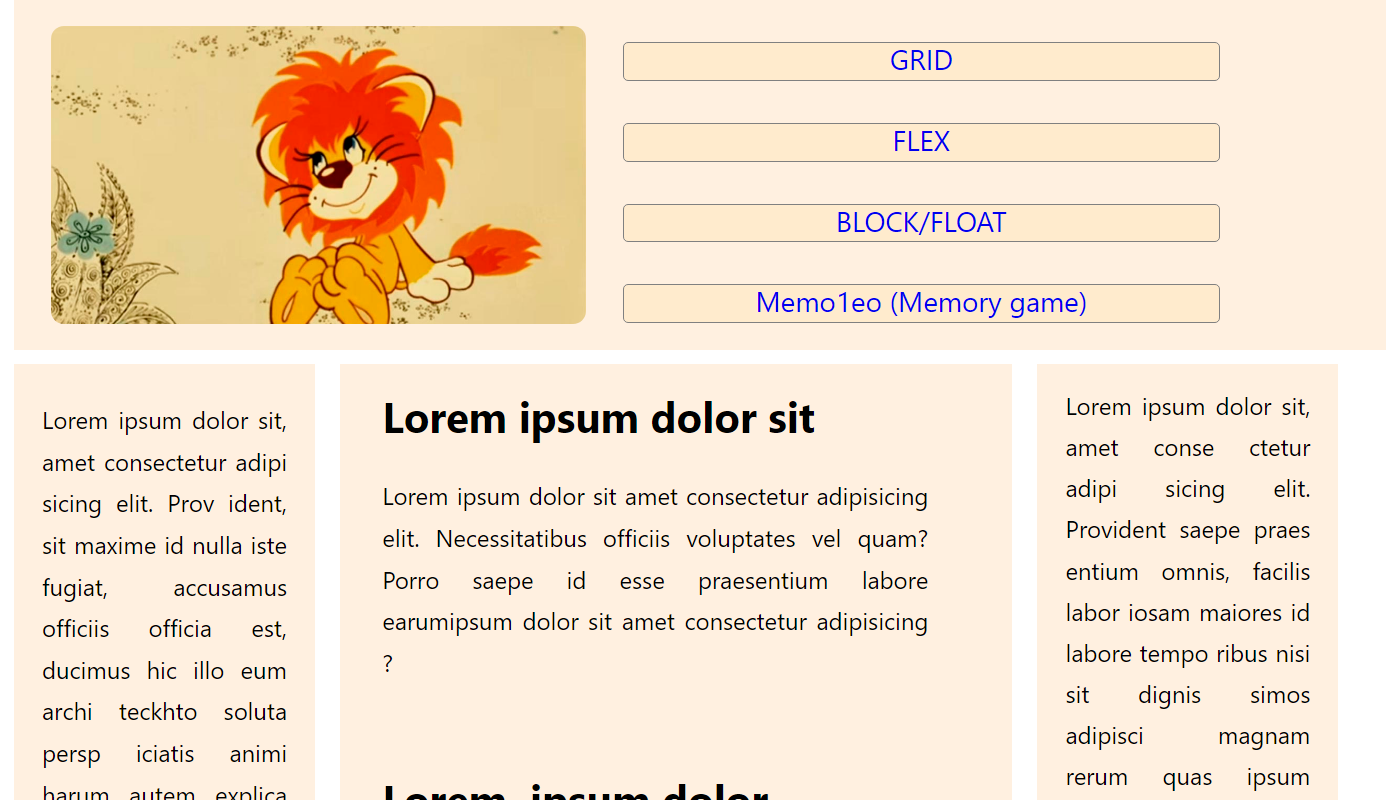 GRID
FLEX
BLOCK/FLOAT
Memo1eo (Memory game)
Lorem ipsum dolor sit,
amet consectetur adipi
sicing elit. Prov ident,
sit maxime id nulla iste
fugiat, accusamus
officiis officia est,
ducimus hic illo eum
archi teckhto soluta
persp iciatis animi
harum autem explica
Lorem ipsum dolor sit
Lorem ipsum dolor sit amet consectetur adipisicing
elit. Necessitatibus officiis voluptates vel quam?
Porro saepe id esse praesentium labore
earumipsum dolor sit amet consectetur adipisicing
?
Lorem ipsum dolor
Lorem ipsum dolor sit,
amet conse ctetur
adipi sicing elit.
Provident saepe praes
entium omnis, facilis
labor iosam maiores id
labore tempo ribus nisi
sit dignis simos
adipisci magnam
rerum quas ipsum